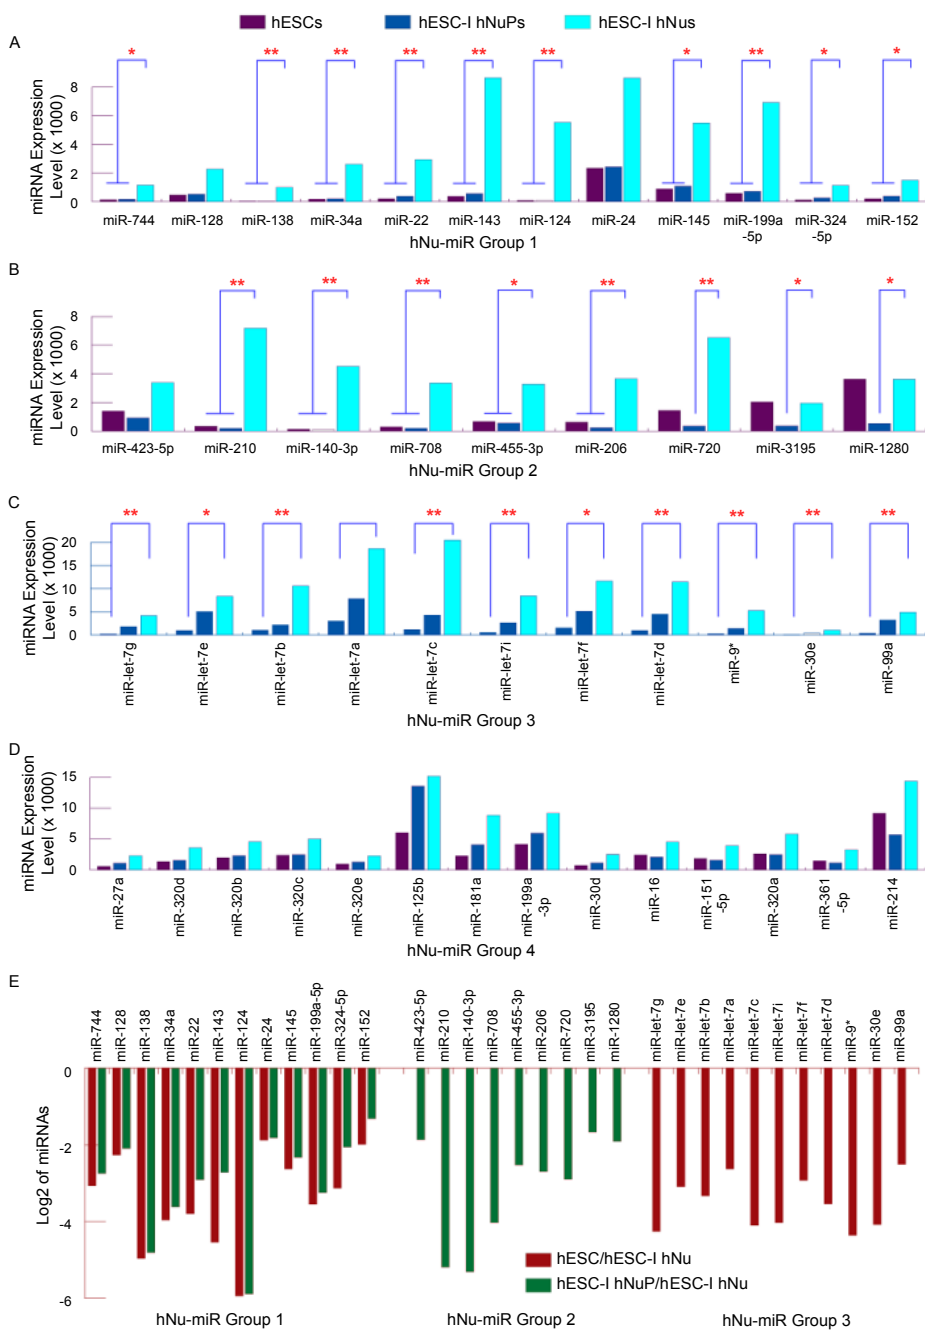 hESCs hESC-I hNuPs hESC-I hNus
A
* ** ** ** ** ** * ** * *
miRNA Expression
Level (x 1000)
8
6
4
2
0
miR-744 miR-128 miR-138 miR-34a miR-22 miR-143 miR-124 miR-24 miR-145 miR-199a miR-324 miR-152
-5p -5p
hNu-miR Group 1
B
** ** ** * ** ** * *
miRNA Expression
Level (x 1000)
8
6
4
2
0
miR-423-5p miR-210 miR-140-3p miR-708 miR-455-3p miR-206 miR-720 miR-3195 miR-1280
hNu-miR Group 2
C
** * ** ** ** * ** ** ** **
miRNA Expression
Level (x 1000)
20
15
10
5
0
miR-let-7g miR-let-7e miR-let-7b miR-let-7a miR-let-7c miR-let-7i miR-let-7f miR-let-7d miR-9* miR-30e miR-99a
hNu-miR Group 3
D
miRNA Expression
Level (x 1000)
15
10
5
0
miR-27a miR-320d miR-320b miR-320c miR-320e miR-125b miR-181a miR-199a miR-30d miR-16 miR-151 miR-320a miR-361 miR-214
-3p -5p -5p
hNu-miR Group 4
E
miR-744 miR-128 miR-138 miR-34a miR-22 miR-143 miR-124 miR-24 miR-145 miR-199a-5p miR-324-5p miR-152 miR-423-5p miR-210 miR-140-3p miR-708 miR-455-3p miR-206 miR-720 miR-3195 miR-1280 miR-let-7g miR-let-7e miR-let-7b miR-let-7a miR-let-7c miR-let-7i miR-let-7f miR-let-7d miR-9* miR-30e miR-99a
Log2 of miRNAs
0
-2
-4
-6
hESC/hESC-I hNu
hESC-I hNuP/hESC-I hNu
hNu-miR Group 1 hNu-miR Group 2 hNu-miR Group 3